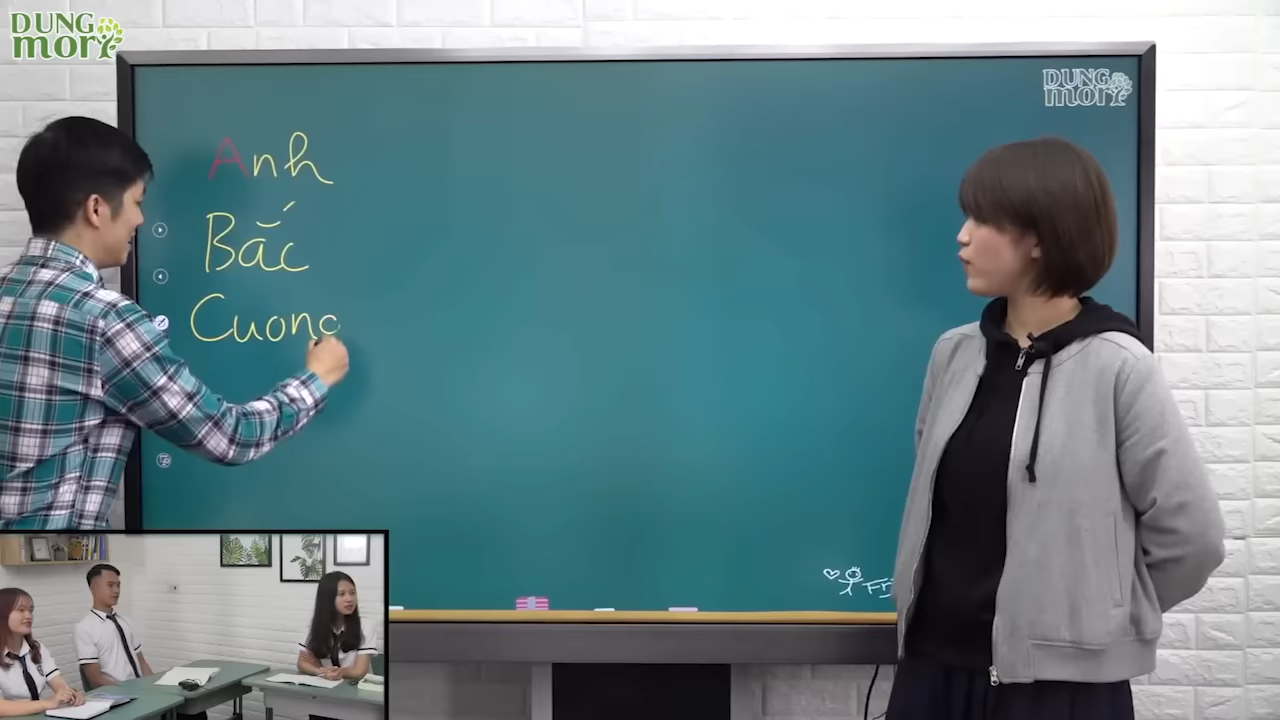 DUNG
mori
DUNG
mori
Anh
Bắc
Cuong